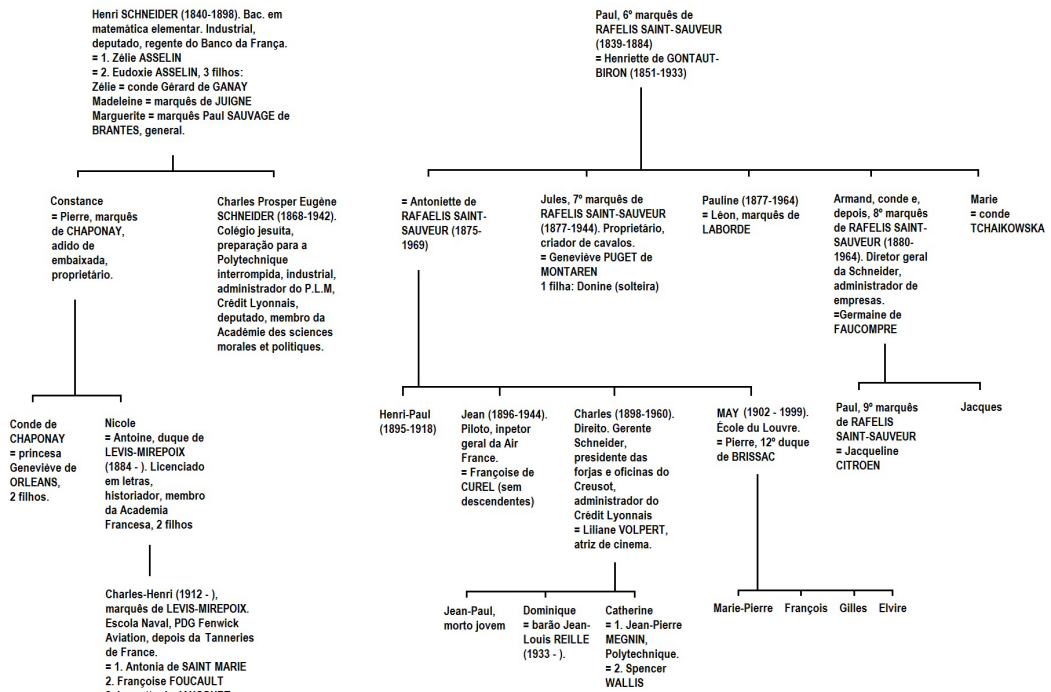 Henri SCHNEIDER (1840-1898). Bac. em
matemática elementar. Industrial,
deputado, regente do Banco da França.
= 1. Zélie ASSELIN
= 2. Eudoxie ASSELIN, 3 filhos:
Zélie = conde Gérard de GANAY
Madeleine = marquês de JUIGNE
Marguerite = marquês Paul SAUVAGE de
BRANTES, general.
Paul, 6º marquês de
RAFELIS SAINT-SAUVEUR
(1839-1884)
= Henriette de GONTAUT-
BIRON (1851-1933)
Constance
= Pierre, marquês
de CHAPONAY,
adido de
embaixada,
proprietário.
Charles Prosper Eugène
SCHNEIDER (1868-1942).
Colégio jesuíta,
preparação para a
Polytechnique
interrompida, industrial,
administrador do P.L.M,
Crédit Lyonnais,
deputado, membro da
Acadêmie des sciences
morales et politiques.
= Antoniette de
RAFAELIS SAINT-
SAUVEUR (1875-
1969)
Jules, 7º marquês de
RAFELIS SAINT-SAUVEUR
(1877-1944). Proprietário,
criador de cavalos.
= Geneviève PUGET de
MONTAREN
1 filha: Donine (solteira)
Pauline (1877-1964)
= Léon, marquês de
LABORDE
Armand, conde e,
depois, 8º marquês
de RAFELIS SAINT-
SAUVEUR (1880-
1964). Diretor geral
da Schneider,
administrador de
empresas.
=Germaine de
FAUCOMPRE
Marie
= conde
TCHAIKOWSKA
Conde de
CHAPONAY
= princesa
Geneviève de
ORLEANS,
2 filhos.
Nicole
= Antoine, duque de
LEVIS-MIREPOIX
(1884 - ). Licenciado
em letras,
historiador, membro
da Academia
Francesa, 2 filhos
Henri-Paul
(1895-1918)
Jean (1896-1944).
Piloto, inpetor
geral da Air
France.
= Françoise de
CUREL (sem
descendentes)
Charles (1898-1960).
Direito. Gerente
Schneider,
presidente das
forjas e oficinas do
Creusot,
administrador do
Crédit Lyonnais
= Liliane VOLPERT,
atriz de cinema.
MAY (1902 - 1999).
École du Louvre.
= Pierre, 12º duque
de BRISSAC
Paul, 9º marquês
de RAFELIS
SAINT-SAUVEUR
= Jacqueline
CITROEN
Jacques
Charles-Henri (1912 - ),
marquês de LEVIS-MIREPOIX.
Escola Naval, PDG Fenwick
Aviation, depois da Tanneries
de France.
= 1. Antonia de SAINT MARIE
2. Françoise FOUCAULT
Jean-Paul,
morto jovem
Dominique
= barão Jean-
Louis REILLE
(1933 - ).
Catherine
= 1. Jean-Pierre
MEGNIN,
Polytechnique.
= 2. Spencer
WALLIS
Marie-Pierre
François
Gilles
Elvire